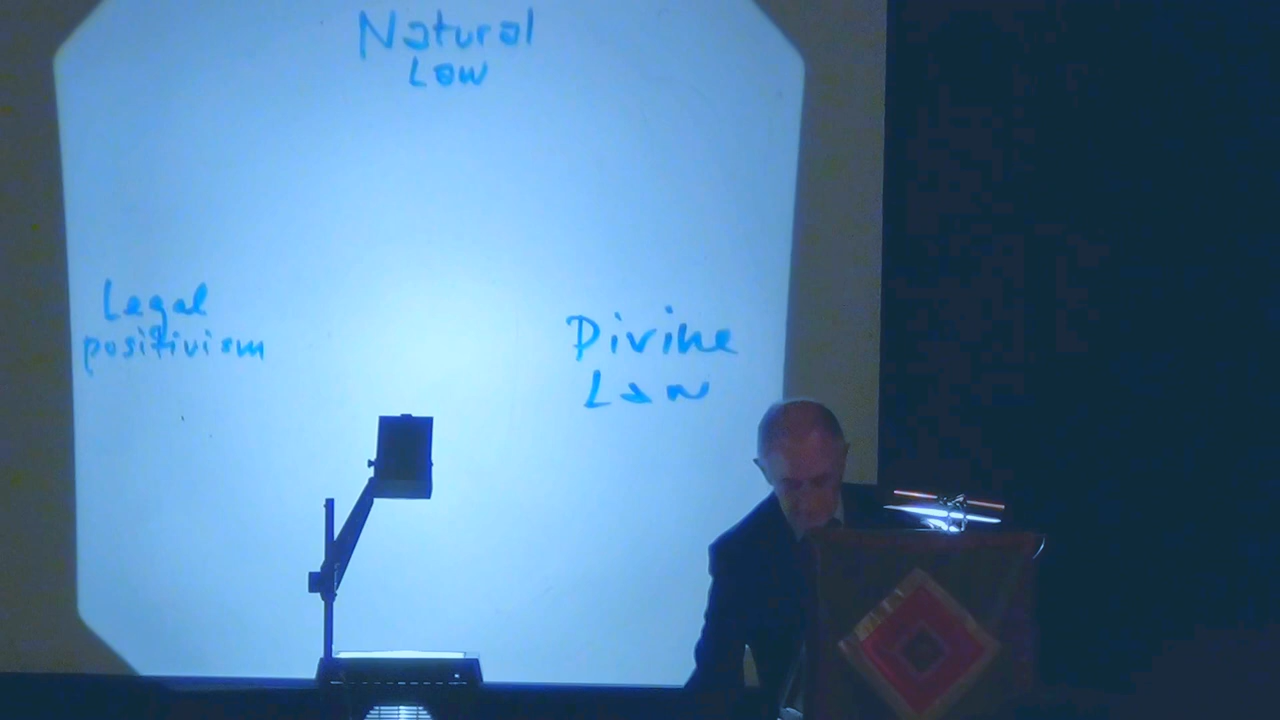 Natural
Law
Legal
positivism
Divine
Law